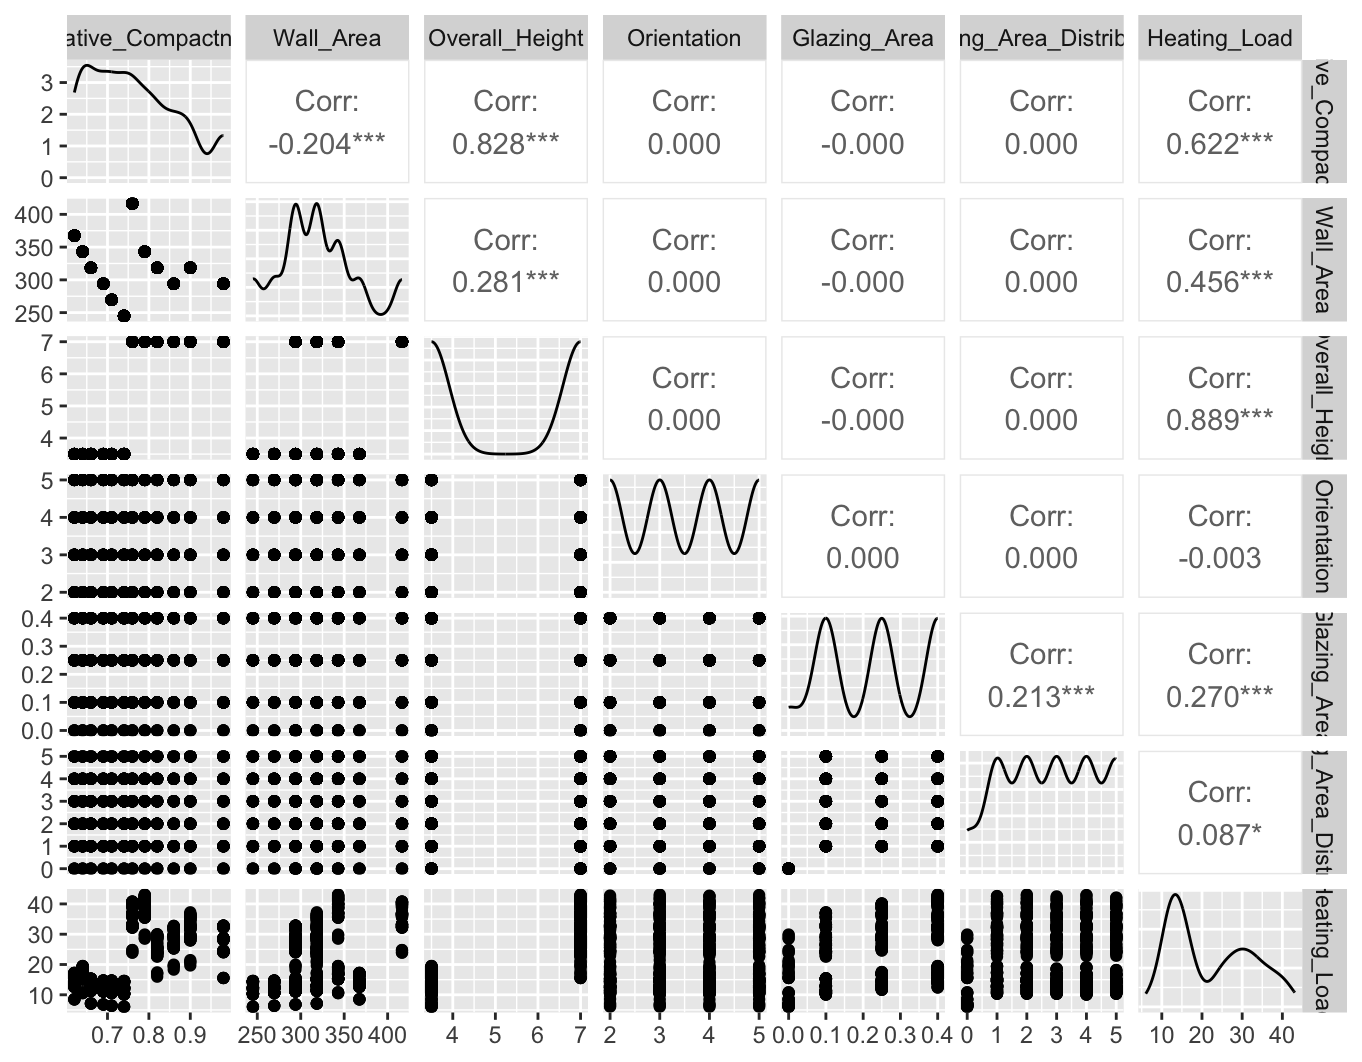 ative_Compactn Wall_Area Overall_Height Orientation Glazing_Area ng_Area_Distrib Heating_Load
3
2
1
0
Corr:
-0.204***
Corr:
0.828***
Corr:
0.000
Corr:
-0.000
Corr:
0.000
Corr:
0.622***
ve_Compac
400
350
300
250
Corr:
0.281***
Corr:
0.000
Corr:
-0.000
Corr:
0.000
Corr:
0.456***
Wall_Area
7
6
5
4
Corr:
0.000
Corr:
-0.000
Corr:
0.000
Corr:
0.889***
verall_Heigh
5
4
3
2
Corr:
0.000
Corr:
0.000
Corr:
-0.003
Orientation
0.4
0.3
0.2
0.1
0.0
Corr:
0.213***
Corr:
0.270***
Glazing_Area
5
4
3
2
1
0
Corr:
0.087*
g_Area_Distr
40
30
20
10
Heating_Loa
0.7 0.8 0.9 250 300 350 400 4 5 6 7 2 3 4 5 0.0 0.1 0.2 0.3 0.4 0 1 2 3 4 5 10 20 30 40